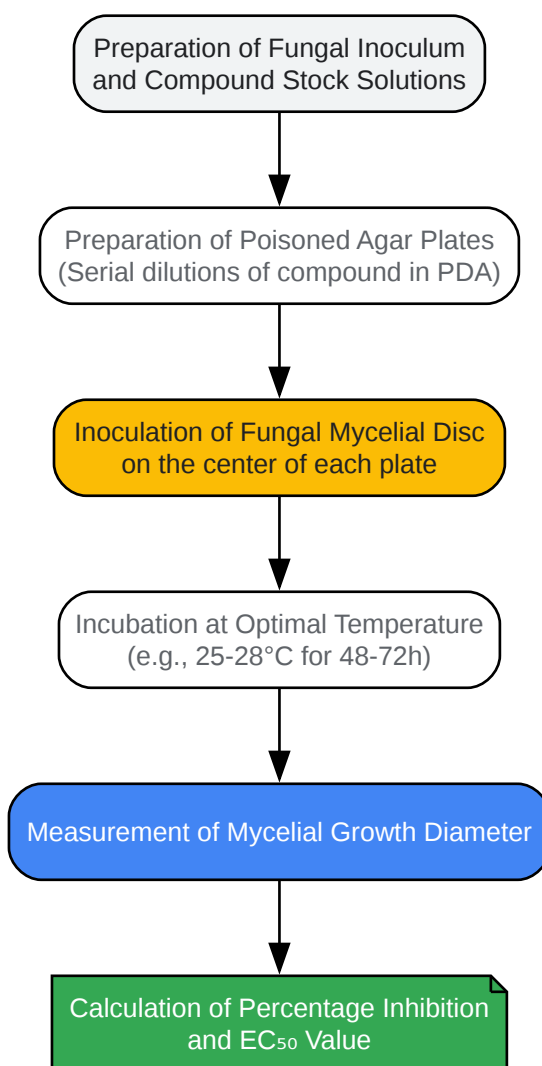 Preparation of Fungal Inoculum
and Compound Stock Solutions
Preparation of Poisoned Agar Plates
(Serial dilutions of compound in PDA)
Inoculation of Fungal Mycelial Disc
on the center of each plate
Incubation at Optimal Temperature
(e.g., 25-28°C for 48-72h)
Measurement of Mycelial Growth Diameter
Calculation of Percentage Inhibition
and EC₅₀ Value